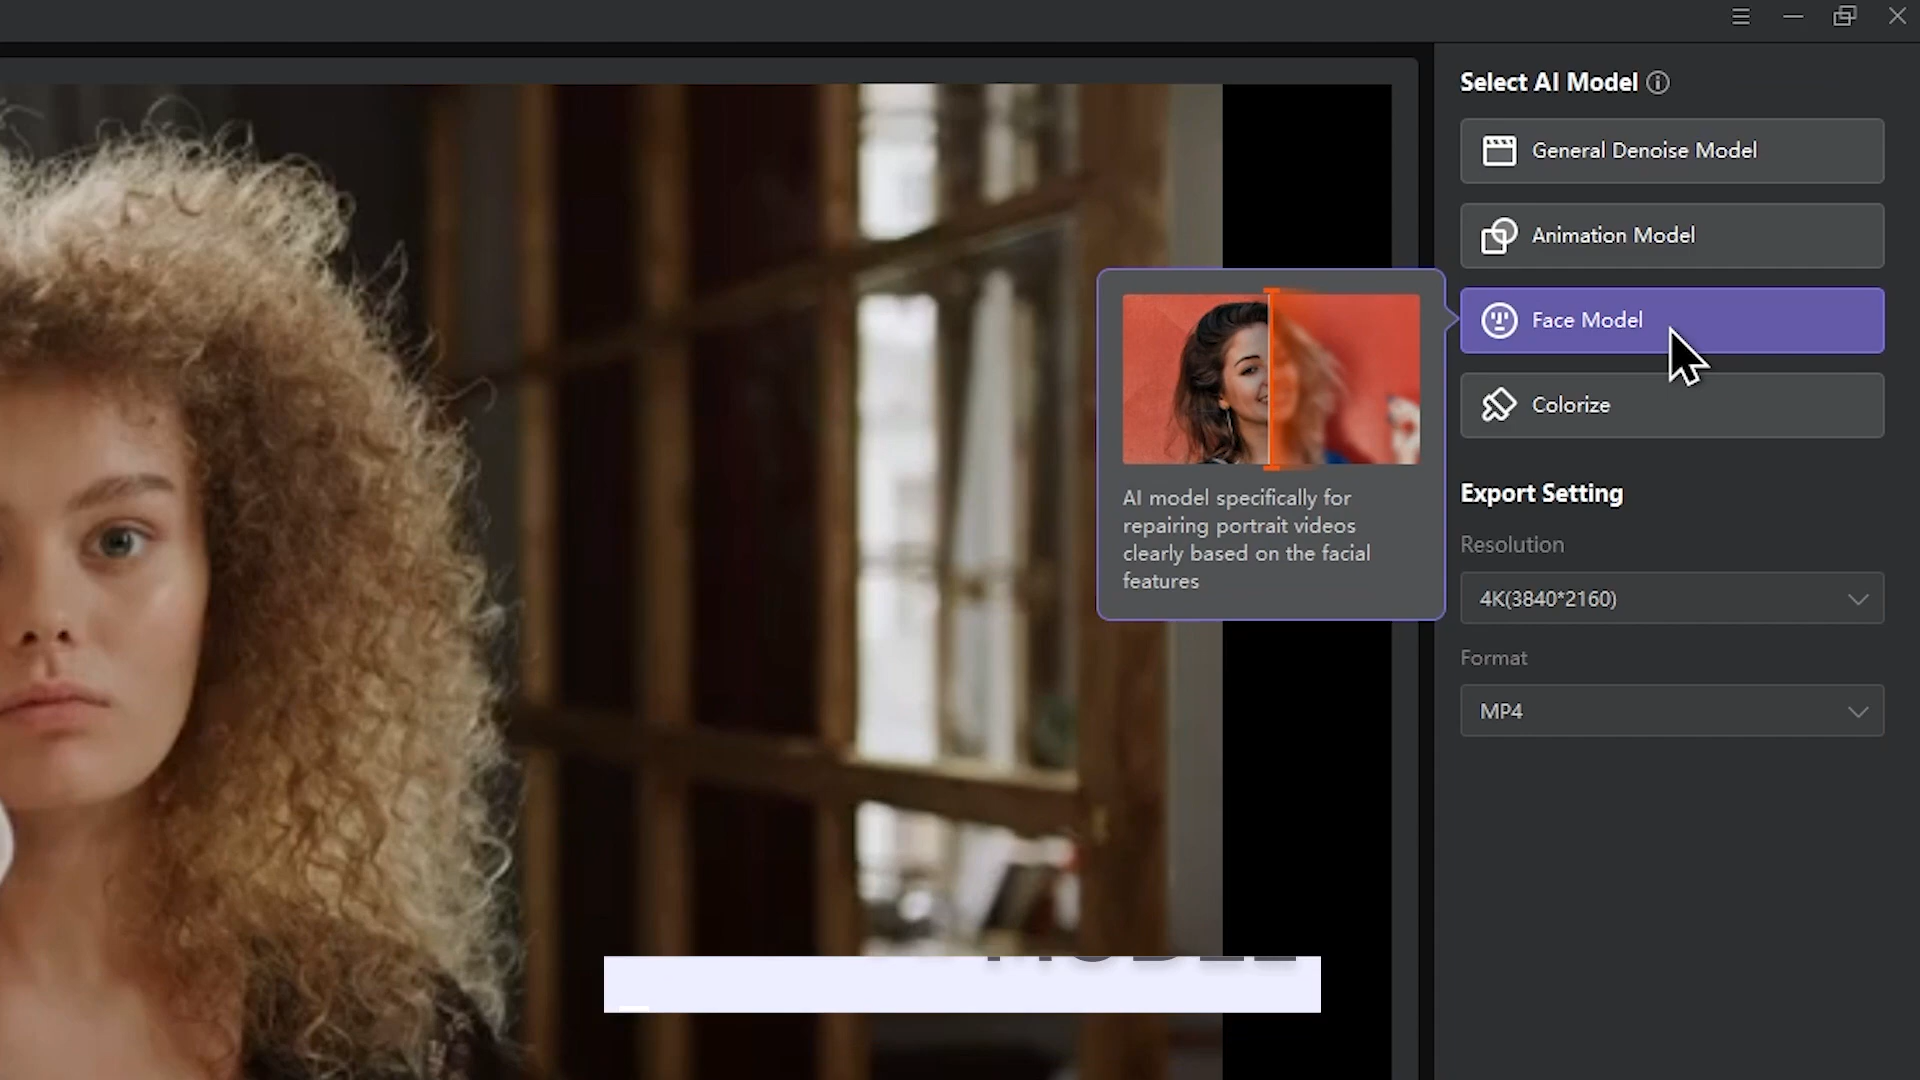 Select AI Model
General Denoise Model
Animation Model
Face Model
Colorize
AI model specifically for
repairing portrait videos
clearly based on the facial
features
Export Setting
Resolution
4K(3840*2160)
Format
MP4